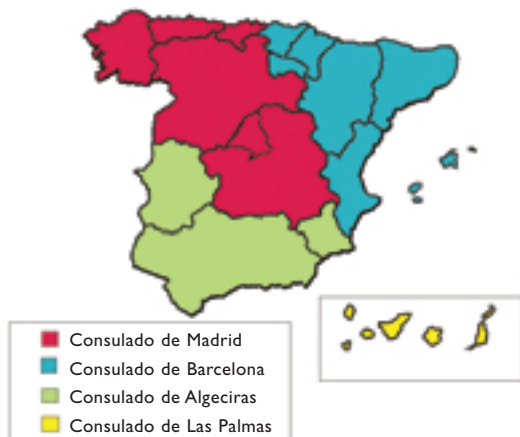 Consulado de Madrid
Consulado de Barcelona
Consulado de Algeciras
Consulado de Las Palmas